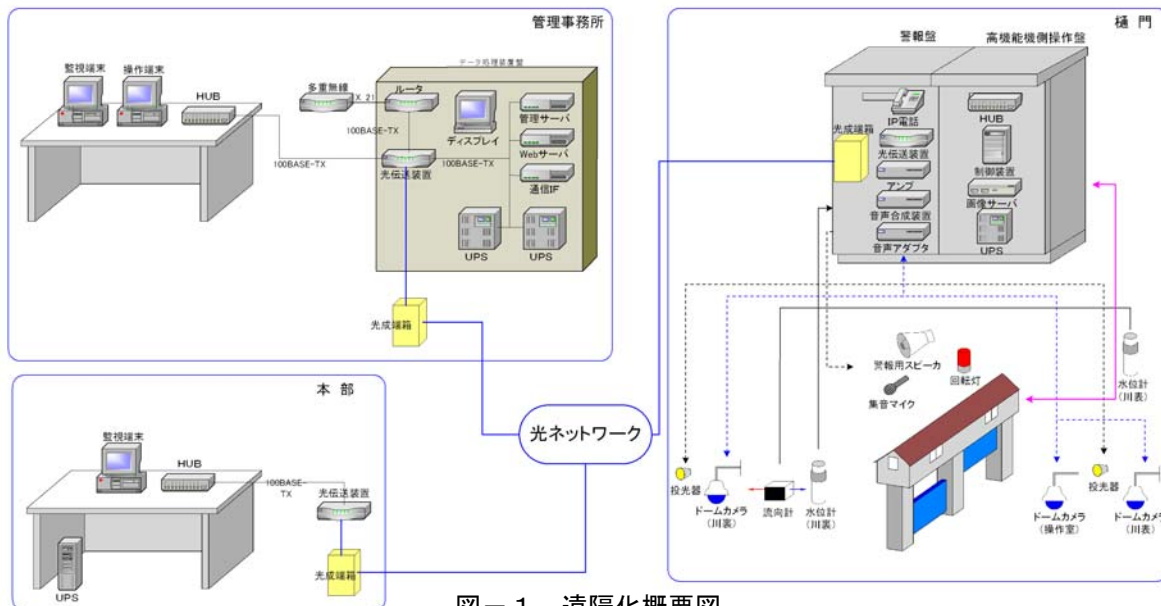 管理事務所
監視端末
操作端末
HUB
多重無線
X.21
ルータ
100BASE-TX
100BASE-TX
100BASE-TX
光伝送装置
データ処理装置盤
ディスプレイ
管理サーバ
Webサーバ
通信IF
UPS
UPS
光成端箱
本 部
監視端末
HUB
100BASE-
TX
光伝送装置
光成端箱
UPS
光ネットワーク
樋 門
警報盤
高機能機側操作盤
光成端箱
IP電話
光伝送装置
アンプ
音声合成装置
音声アダプタ
HUB
制御装置
画像サーバ
UPS
警報用スピーカ
回転灯
集音マイク
水位計
(川表)
投光器
ドームカメラ
(川裏)
流向計
水位計
(川裏)
ドームカメラ
(操作室)
投光器
ドームカメラ
(川表)
図－1 遠隔化概要図